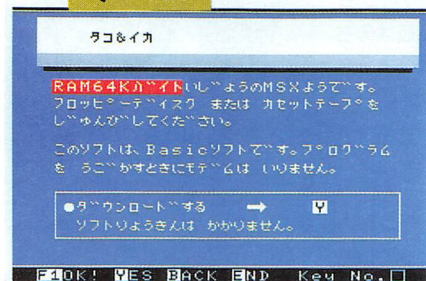 タコ&イカ
RAM64Kバイトいじょうのmsxようです。
フロッピーディスク または カセットテープを
じゅんびしてください。
このソフトは、Basicソフトです。プログラム
を うごかすときにモデムは いりません。
●ダウンロードする → Y
ソフトりょうきんは かかりません。
F1OK! YES BACK END Key No.□